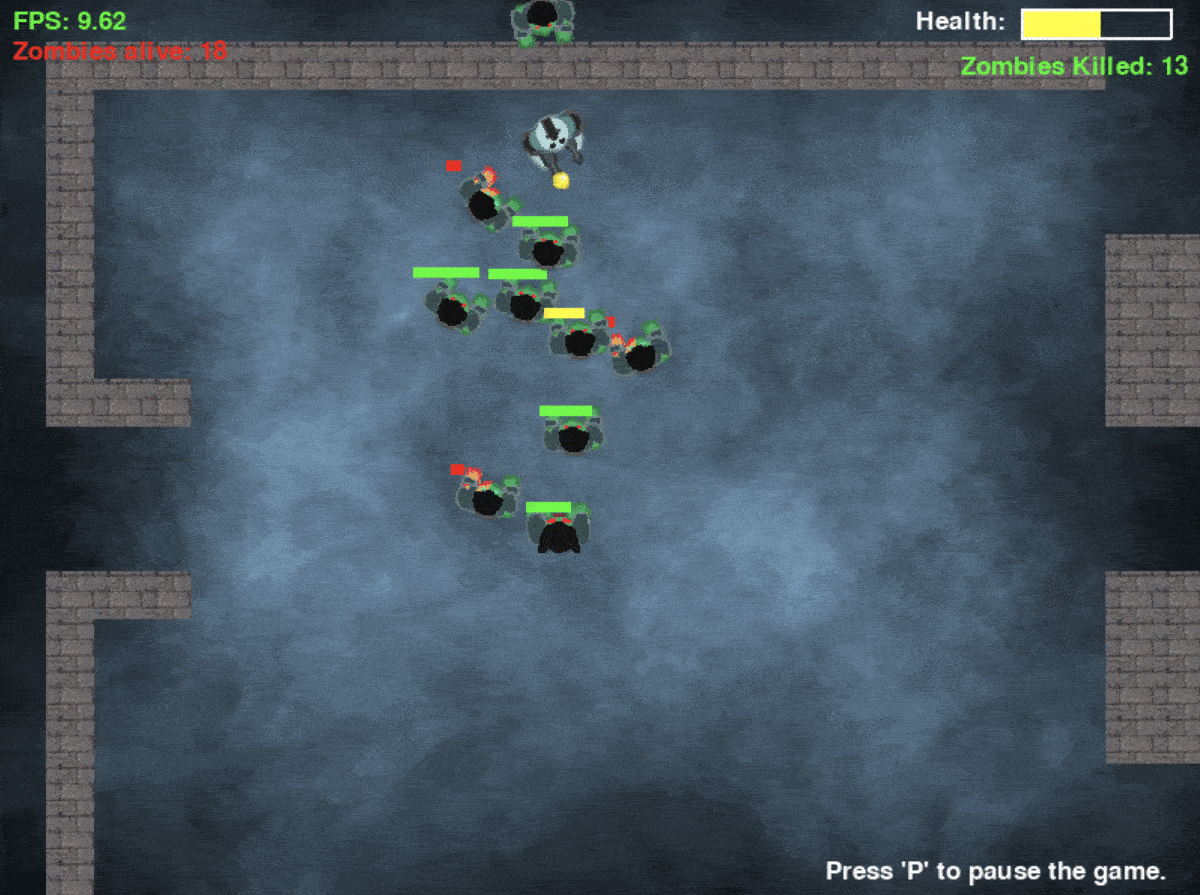 FPS: 9.62
Health:
Zombies alive: 18
Zombies Killed: 13
Press 'P' to pause the game.